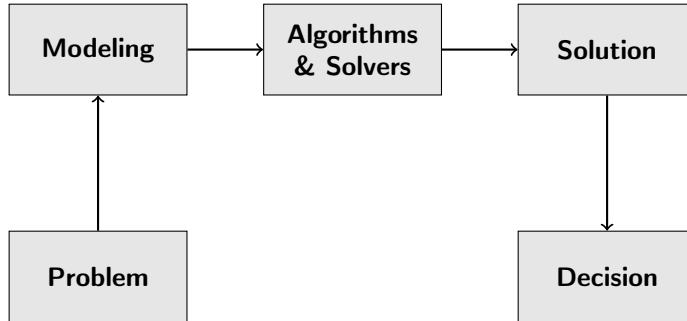 Modeling
Algorithms
& Solvers
Solution
Problem
Decision